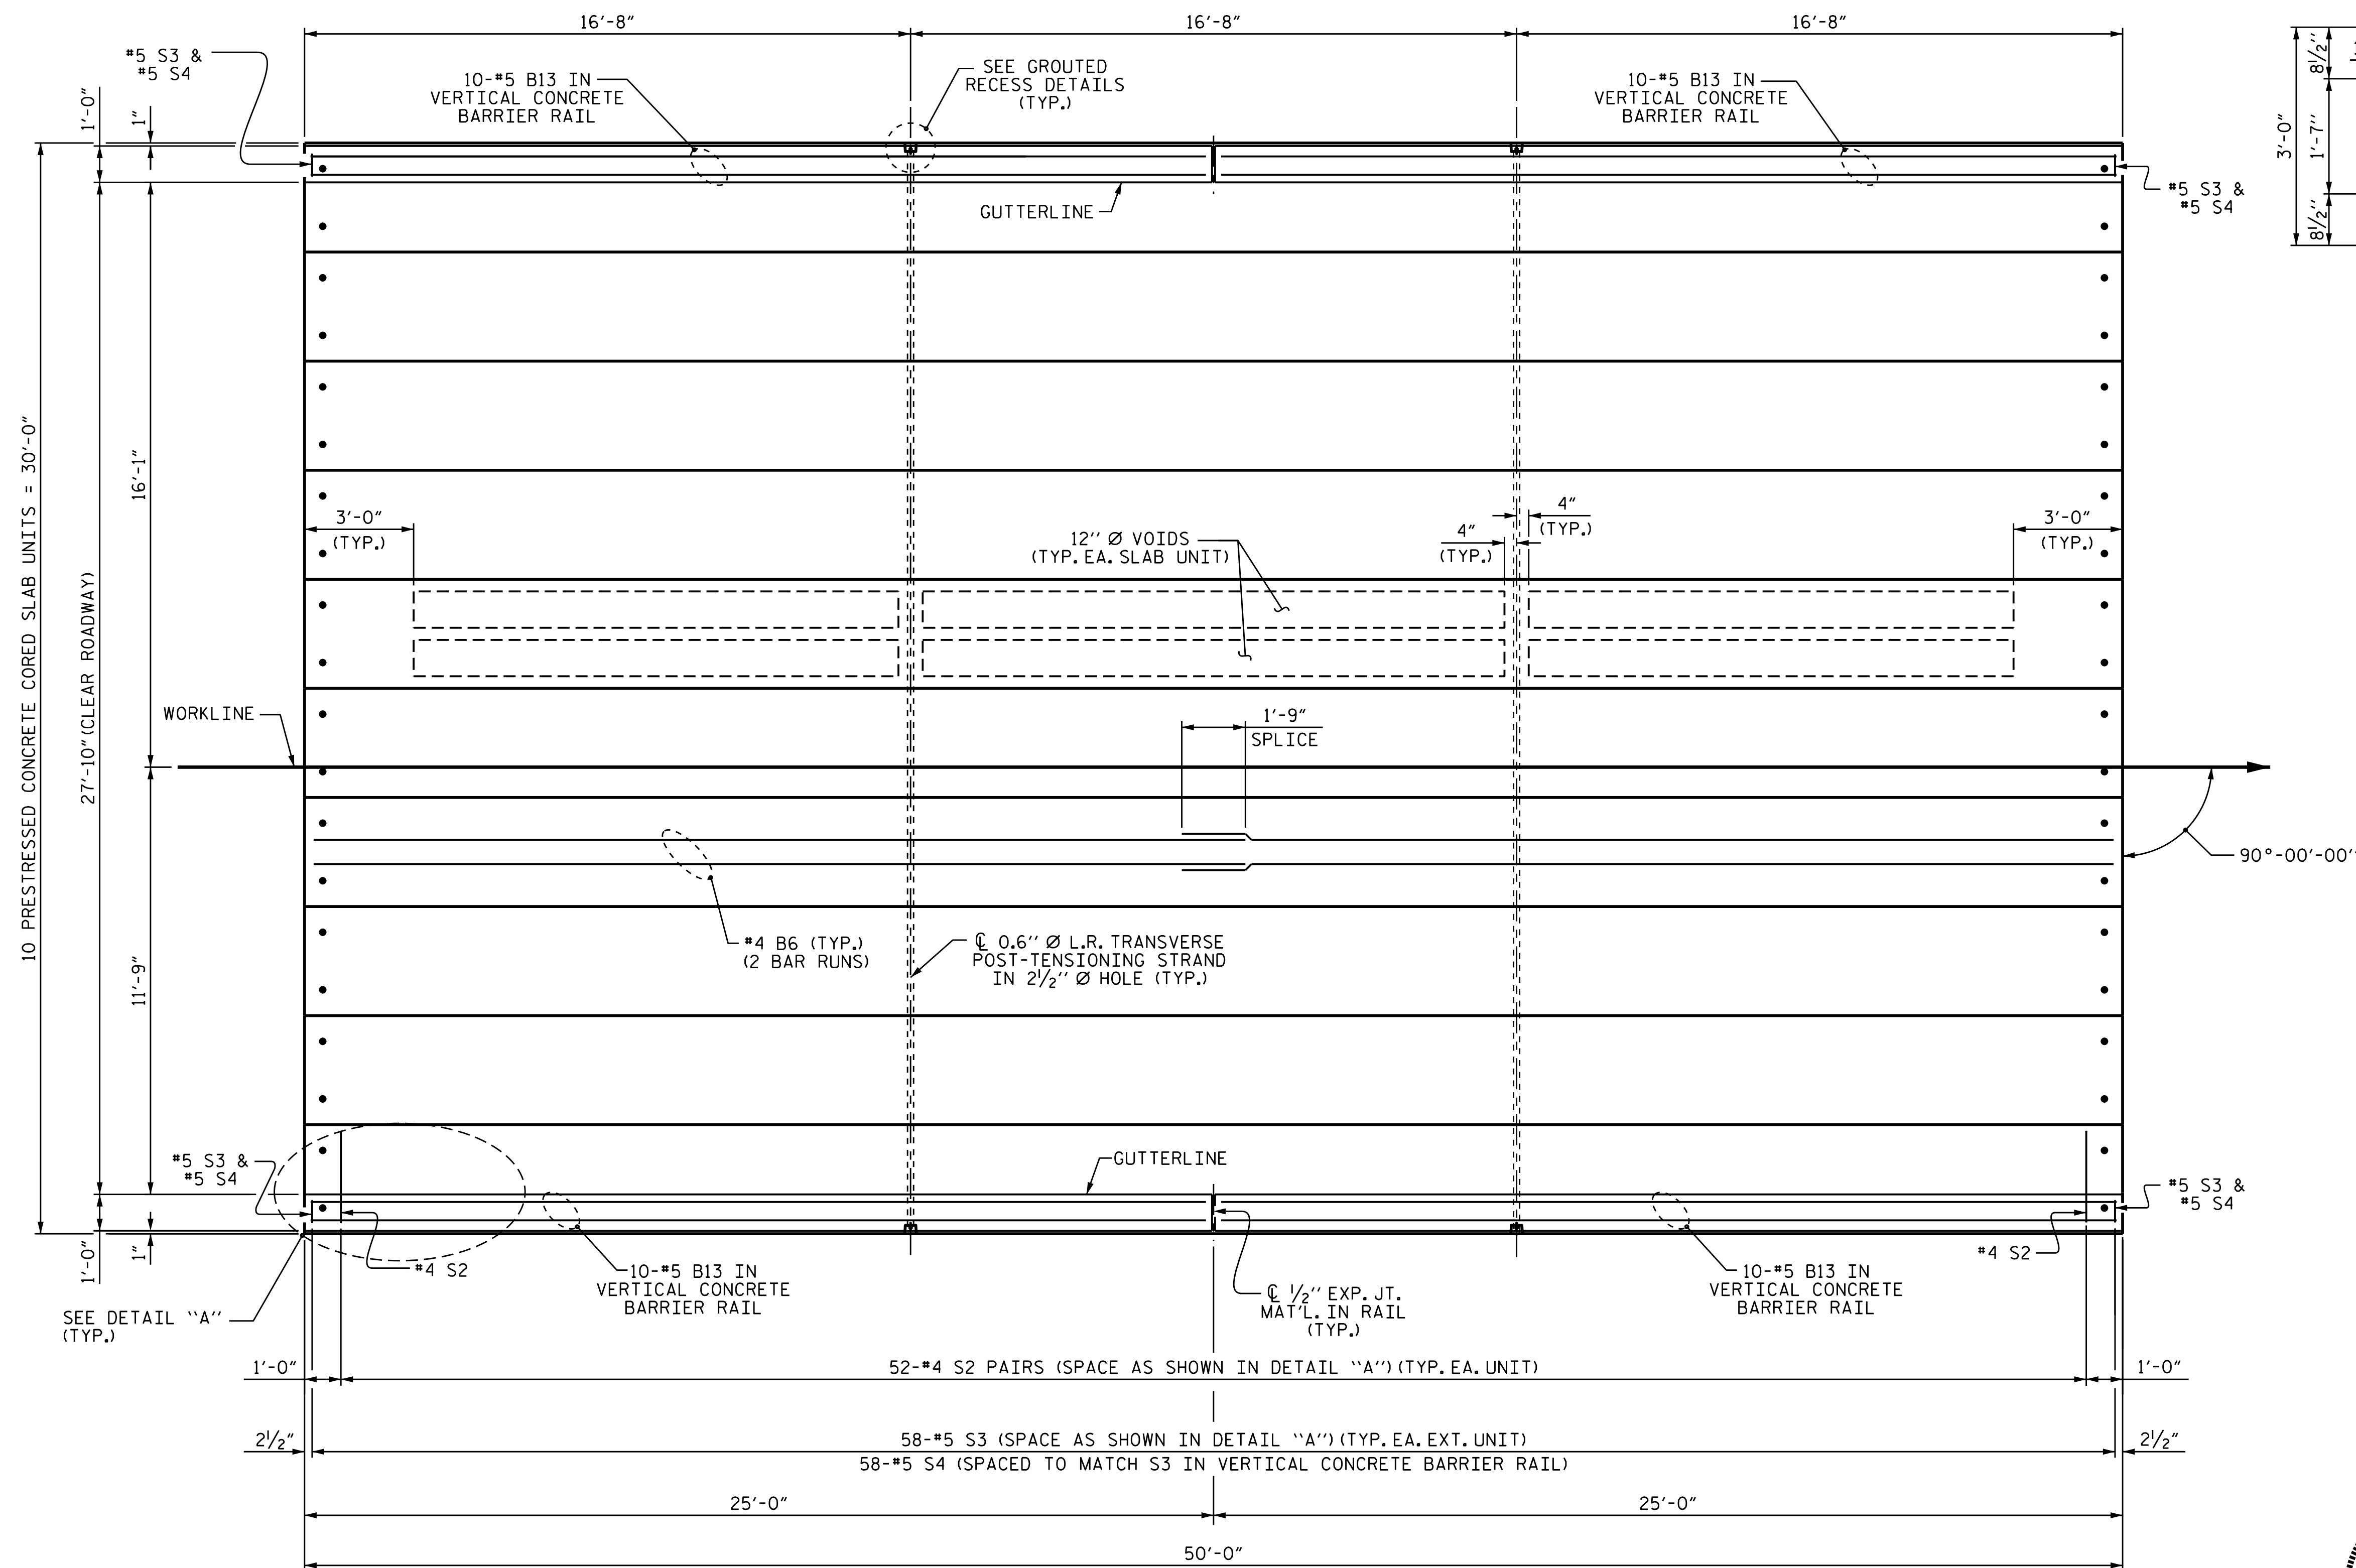 16'-8"
16'-8"
16'-8"
#5 S3 &
#5 S4
10-#5 B13 IN
VERTICAL CONCRETE
BARRIER RAIL
SEE GROUTED
RECESS DETAILS
(TYP.)
10-#5 B13 IN
VERTICAL CONCRETE
BARRIER RAIL
1'-0"
1"
8½"
1'-7"
8½"
3'-0"
#5 S3 &
#5 S4
GUTTERLINE
10 PRESTRESSED CONCRETE CORED SLAB UNITS = 30'-0"
27'-10" (CLEAR ROADWAY)
16'-1"
11'-9"
3'-0"
(TYP.)
12" Ø VOIDS
(TYP. EA. SLAB UNIT)
4"
(TYP.)
4"
(TYP.)
3'-0"
(TYP.)
WORKLINE
1'-9"
SPLICE
90°-00'-00"
#4 B6 (TYP.)
(2 BAR RUNS)
℄ 0.6" Ø L.R. TRANSVERSE
POST-TENSIONING STRAND
IN 2½" Ø HOLE (TYP.)
#5 S3 &
#5 S4
GUTTERLINE
#5 S3 &
#5 S4
1'-0"
1"
#4 S2
10-#5 B13 IN
VERTICAL CONCRETE
BARRIER RAIL
℄ ½" EXP. JT.
MAT'L. IN RAIL
(TYP.)
10-#5 B13 IN
VERTICAL CONCRETE
BARRIER RAIL
#4 S2
SEE DETAIL "A"
(TYP.)
1'-0"
52-#4 S2 PAIRS (SPACE AS SHOWN IN DETAIL "A") (TYP. EA. UNIT)
1'-0"
2½"
58-#5 S3 (SPACE AS SHOWN IN DETAIL "A") (TYP. EA. EXT. UNIT)
2½"
58-#5 S4 (SPACED TO MATCH S3 IN VERTICAL CONCRETE BARRIER RAIL)
25'-0"
25'-0"
50'-0"